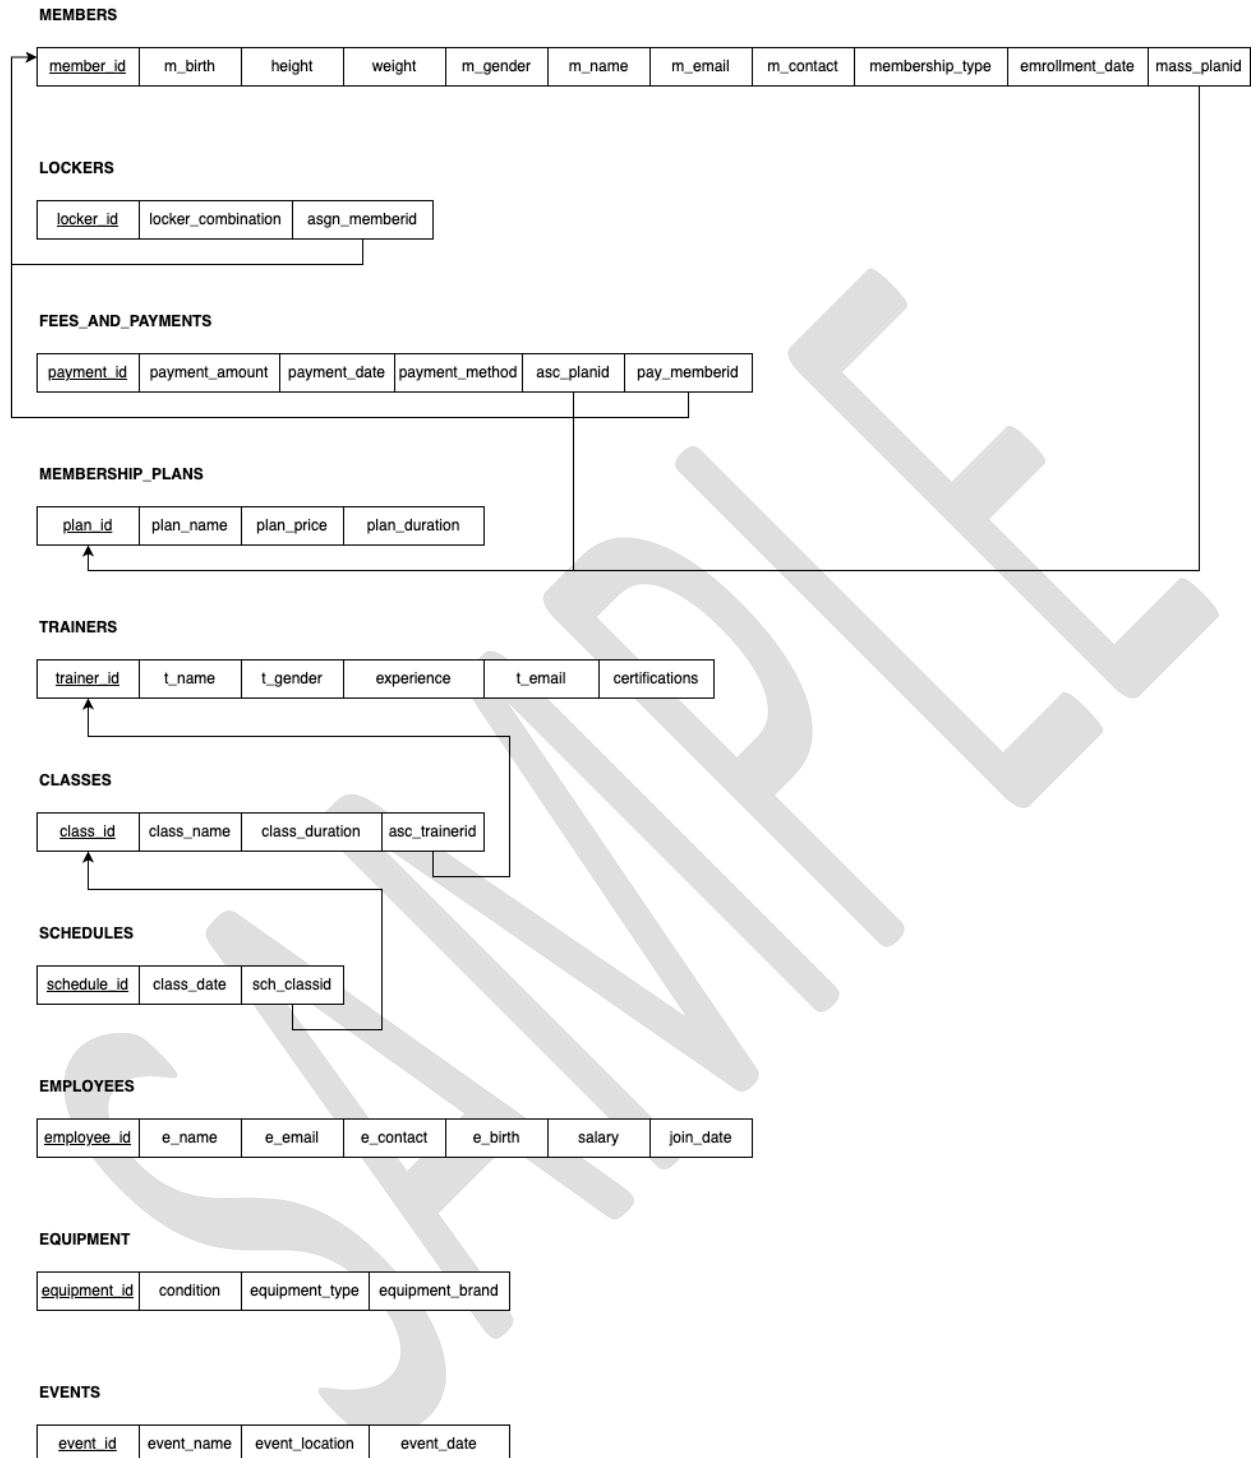 MEMBERS
member_id m_birth height weight m_gender m_name m_email m_contact membership_type emrollment_date mass_planid
LOCKERS
locker_id locker_combination asgn_memberid
FEES_AND_PAYMENTS
payment_id payment_amount payment_date payment_method asc_planid pay_memberid
MEMBERSHIP_PLANS
plan_id plan_name plan_price plan_duration
TRAINERS
trainer_id t_name t_gender experience t_email certifications
CLASSES
class_id class_name class_duration asc_trainerid
SCHEDULES
schedule_id class_date sch_classid
EMPLOYEES
employee_id e_name e_email e_contact e_birth salary join_date
EQUIPMENT
equipment_id condition equipment_type equipment_brand
EVENTS
event_id event_name event_location event_date
SAMPLE